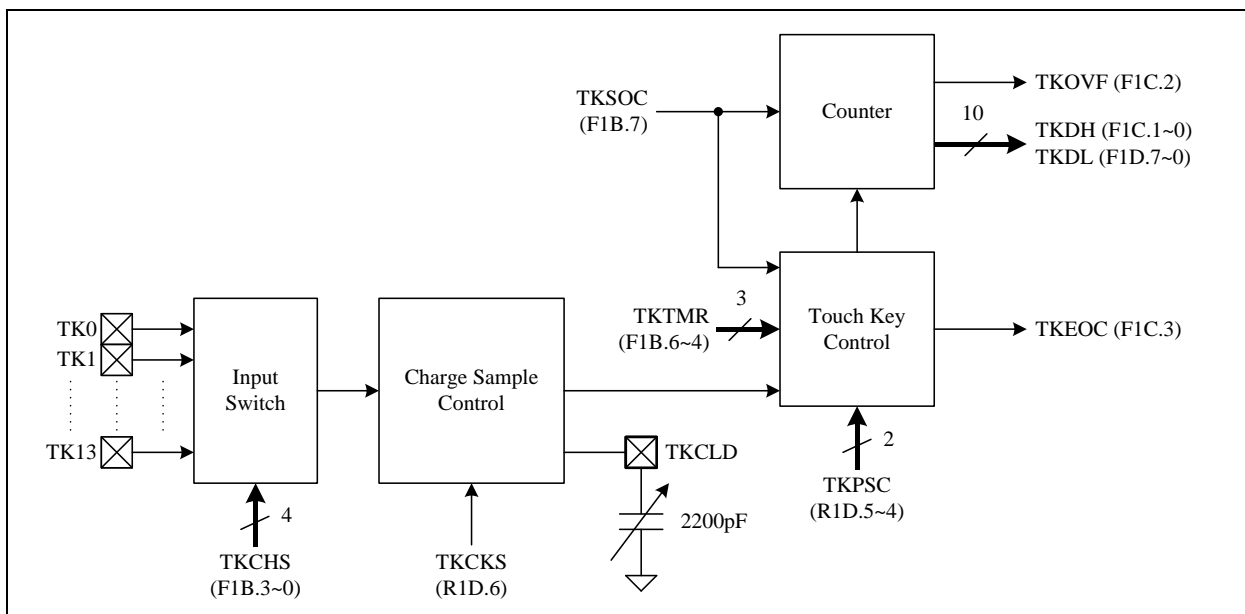 TKSOC
(F1B.7)
Counter
TKOVF (F1C.2)
10
TKDH (F1C.1~0)
TKDL (F1D.7~0)
TK0
TK1
TK13
Input
Switch
Charge Sample
Control
TKTMR
(F1B.6~4)
3
Touch Key
Control
TKEOC (F1C.3)
TKCLD
2200pF
4
TKCHS
(F1B.3~0)
TKCKS
(R1D.6)
2
TKPSC
(R1D.5~4)